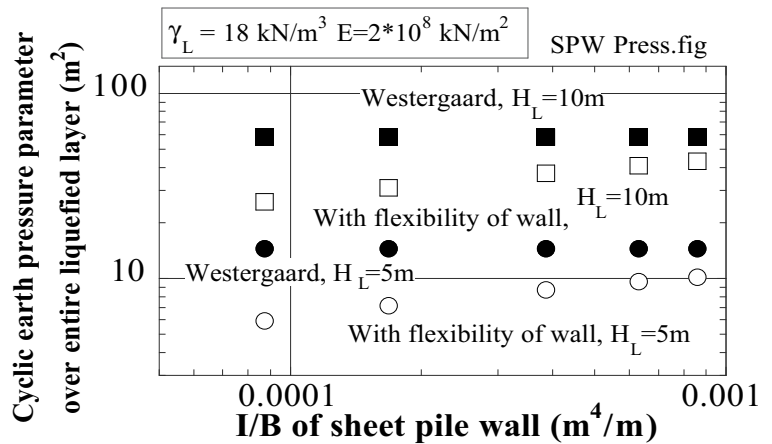 γL = 18 kN/m3 E=2*10^8 kN/m2
SPW Press.fig
Cyclic earth pressure parameter
over entire liquefied layer (m2)
100
Westergaard, HL=10m
HL=10m
With flexibility of wall,
Westergaard, HL=5m
10
With flexibility of wall, HL=5m
0.0001
0.001
I/B of sheet pile wall (m4/m)